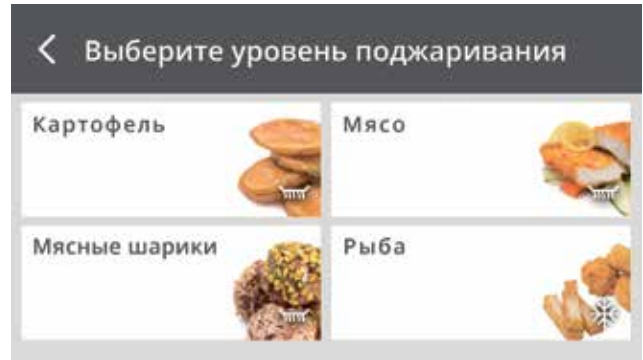 Выберите уровень поджаривания
Картофель
Мясо
Мясные шарики
Рыба